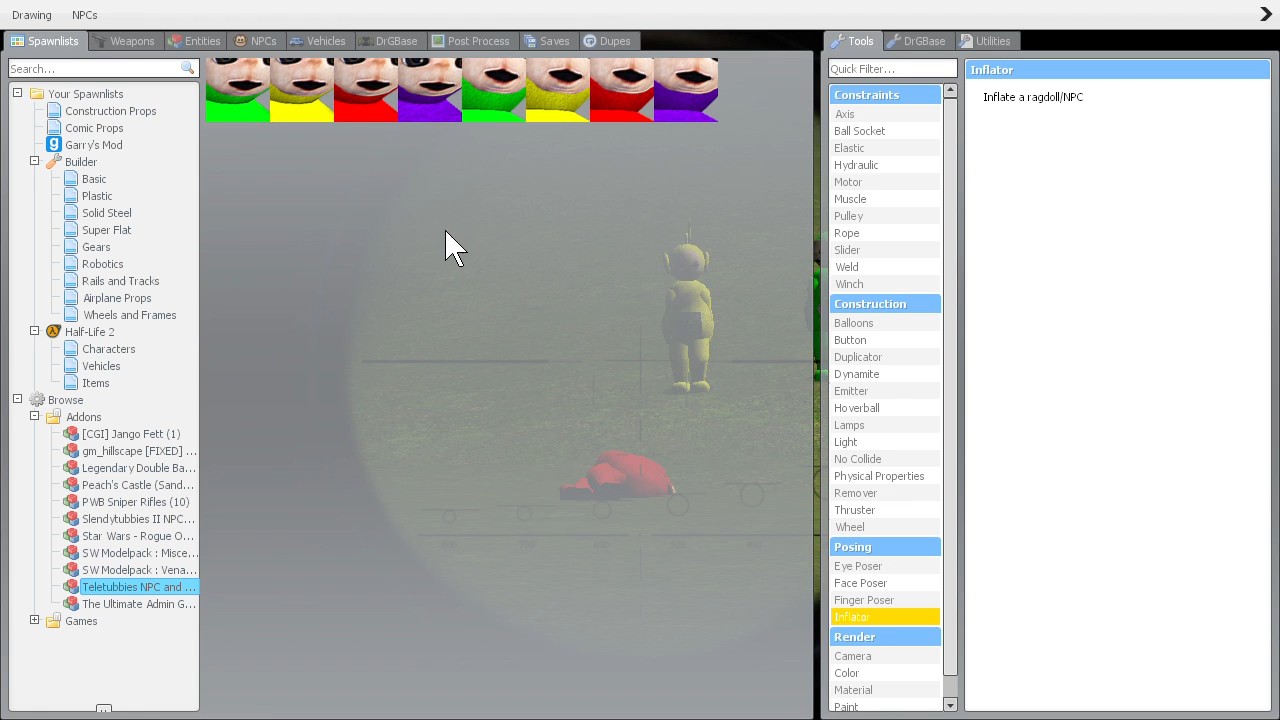 Drawing NPCs
Spawnlists Weapons Entities NPCs Vehicles DrGBase Post Process Saves Dupes
Search...
Your Spawnlists
Construction Props
Comic Props
Garry's Mod
Builder
Basic
Plastic
Solid Steel
Super Flat
Gears
Robotics
Rails and Tracks
Airplane Props
Wheels and Frames
Half-Life 2
Characters
Vehicles
Items
Browse
Addons
[CGI] Jango Fett (1)
gm_hillscape [FIXED] ...
Legendary Double Ba...
Peach's Castle (Sand...
PWB Sniper Rifles (10)
Slendytubbies II NPC...
Star Wars - Rogue O...
SW Modelpack : Misce...
SW Modelpack : Vena...
Teletubbies NPC and ...
The Ultimate Admin G...
Games
Tools DrGBase Utilities
Quick Filter...
Constraints
Axis
Ball Socket
Elastic
Hydraulic
Motor
Muscle
Pulley
Rope
Slider
Weld
Winch
Construction
Balloons
Button
Duplicator
Dynamite
Emitter
Hoverball
Lamps
Light
No Collide
Physical Properties
Remover
Thruster
Wheel
Posing
Eye Poser
Face Poser
Finger Poser
Inflator
Render
Camera
Color
Material
Paint
Inflator
Inflate a ragdoll/NPC